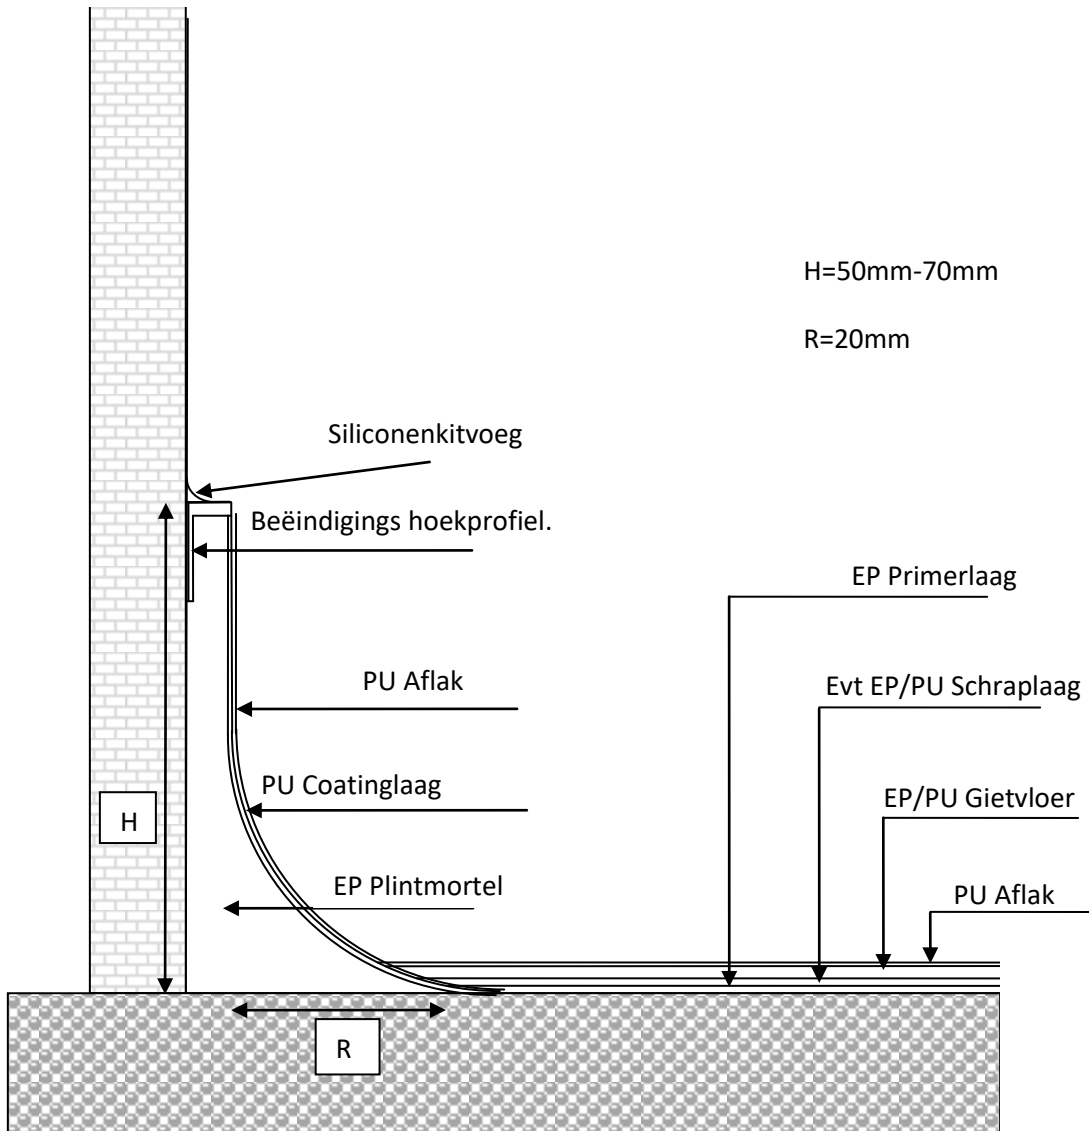 H=50mm-70mm
R=20mm
Siliconenkitvoeg
Beëindigings hoekprofiel.
EP Primerlaag
PU Aflak
Evt EP/PU Schraplaag
PU Coatinglaag
EP/PU Gietvloer
H
EP Plintmortel
PU Aflak
R